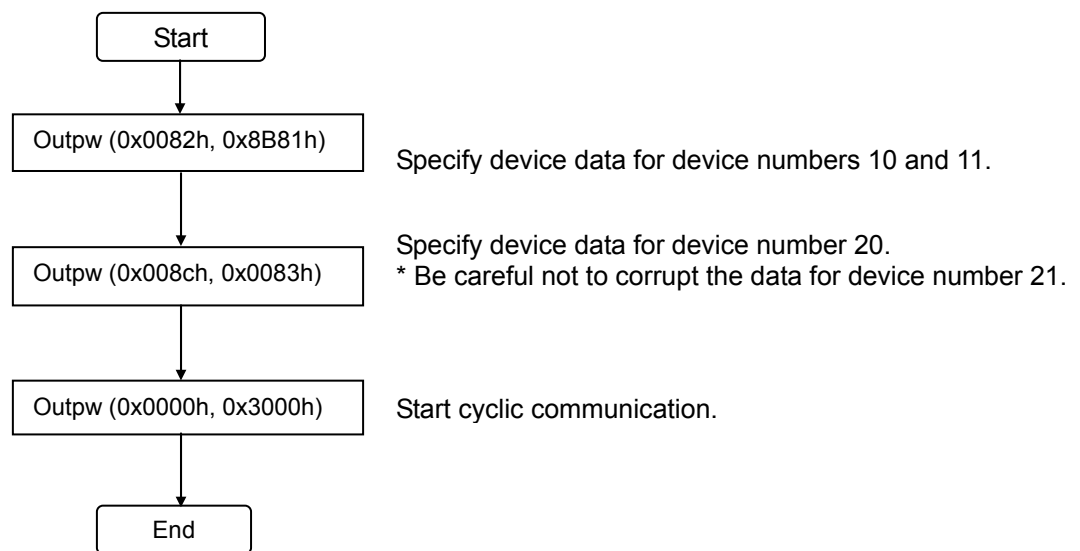 Start
Outpw (0x0082h, 0x8B81h)
Specify device data for device numbers 10 and 11.
Specify device data for device number 20.
Outpw (0x008ch, 0x0083h)
* Be careful not to corrupt the data for device number 21.
Outpw (0x0000h, 0x3000h)
Start cyclic communication.
End